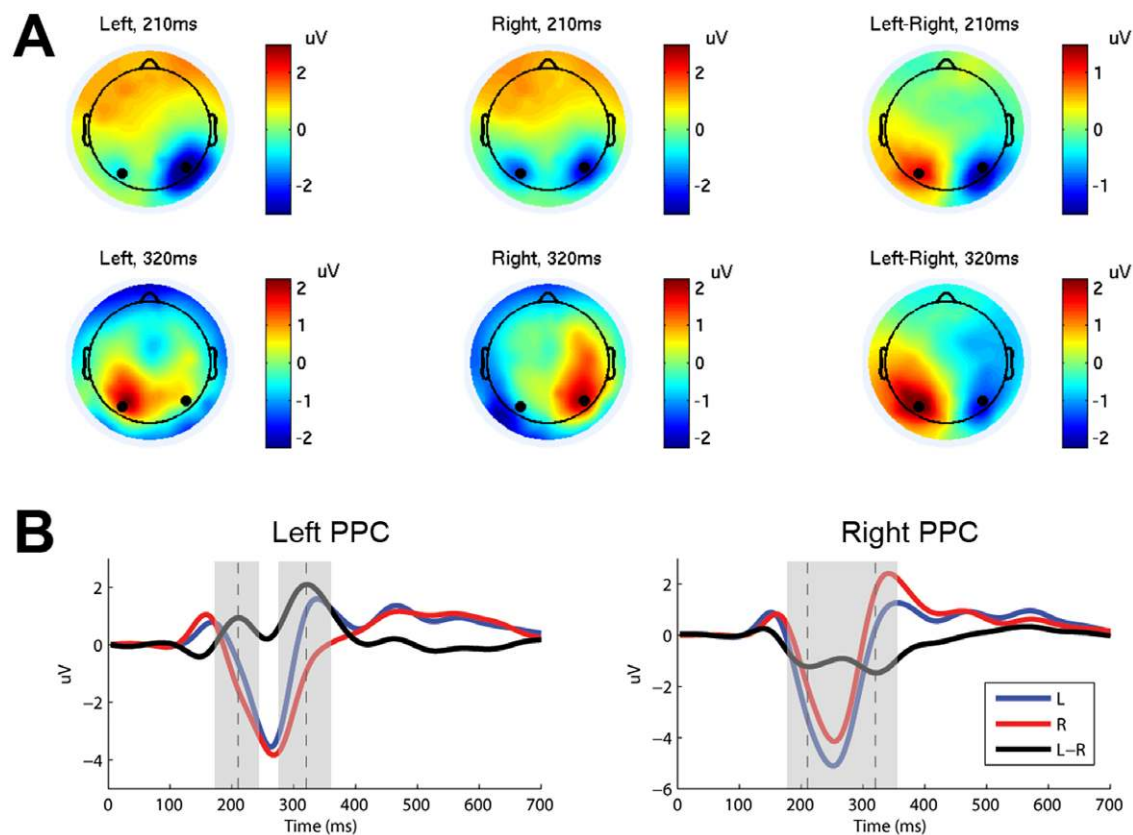 A
Left, 210ms
uV
2
0
-2
Right, 210ms
uV
2
0
-2
Left-Right, 210ms
uV
1
0
-1
Left, 320ms
uV
2
1
0
-1
-2
Right, 320ms
uV
2
1
0
-1
-2
Left-Right, 320ms
uV
2
1
0
-1
-2
B
Left PPC
2
0
−2
−4
uV
0 100 200 300 400 500 600 700
Time (ms)
Right PPC
2
0
−2
−4
−6
uV
0 100 200 300 400 500 600 700
Time (ms)
L
R
L−R